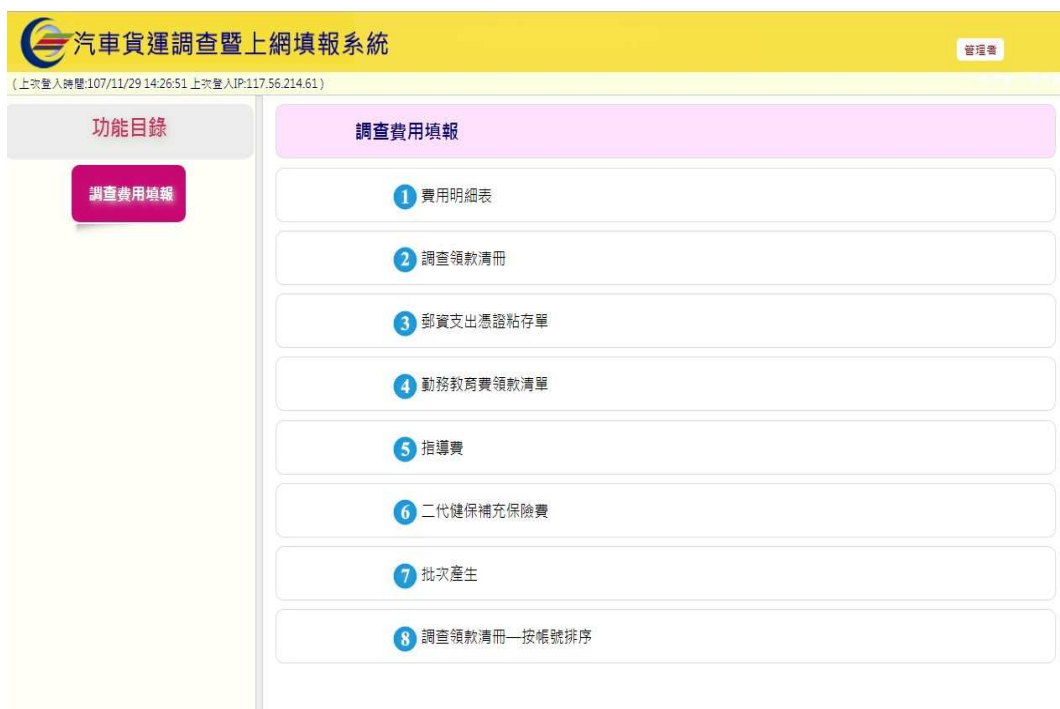 汽車貨運調查暨上網填報系統
管理者
(上次登入時間:107/11/29 14:26:51 上次登入IP:117.56.214.61)
功能目錄
調查費用填報
調查費用填報
1 費用明細表
2 調查領款清冊
3 郵資支出憑證粘存單
4 勤務教育費領款清單
5 指導費
6 二代健保補充保險費
7 批次產生
8 調查領款清冊—按帳號排序